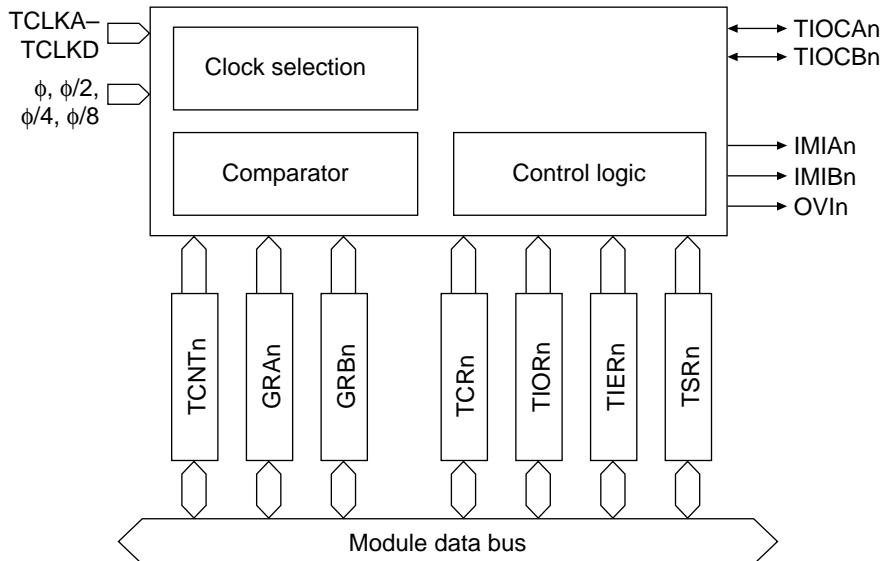 TCLKA–
TCLKD
ϕ, ϕ/2,
ϕ/4, ϕ/8
Clock selection
Comparator
Control logic
TIOCAn
TIOCBn
IMIAn
IMIBn
OVIn
TCNTn
GRAn
GRBn
TCRn
TIORn
TIERn
TSRn
Module data bus